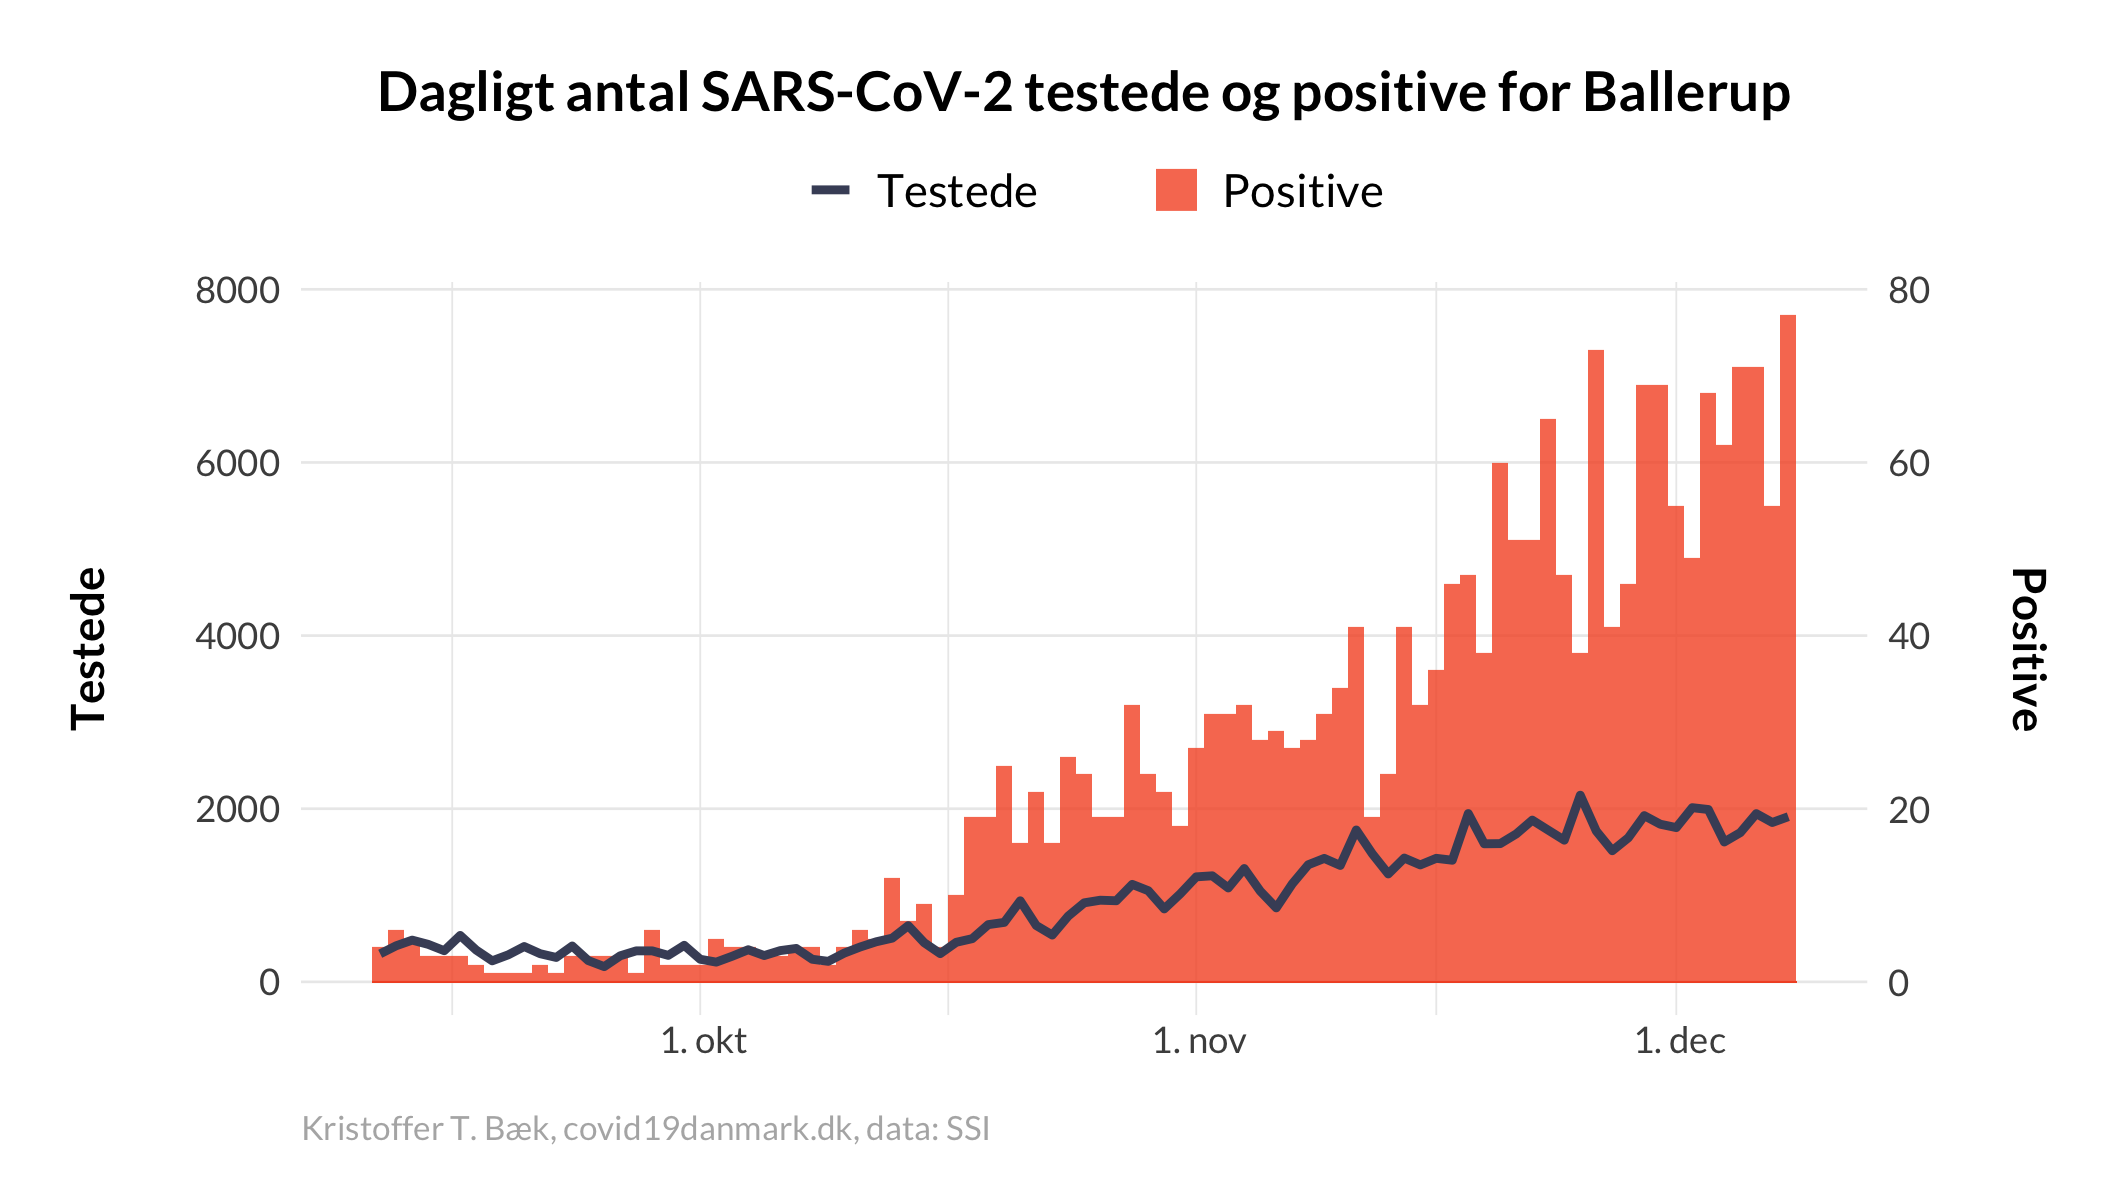 Dagligt antal SARS-CoV-2 testede og positive for Ballerup
Testede
Positive
8000
6000
4000
2000
0
Testede
80
60
40
20
0
Positive
1. okt
1. nov
1. dec
Kristoffer T. Bæk, covid19danmark.dk, data: SSI